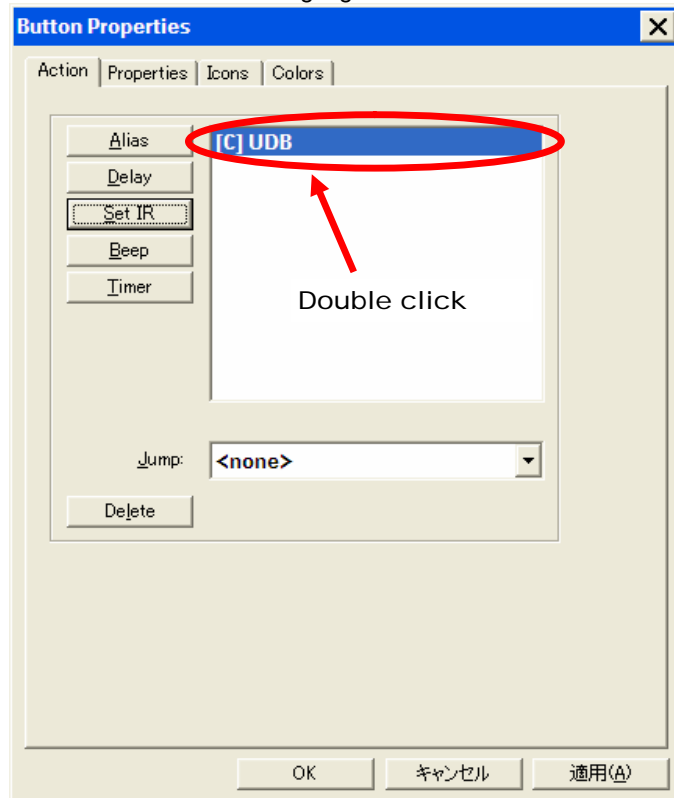 Button Properties
Action Properties Icons Colors
Alias
[C] UDB
Delay
Set IR
Beep
Timer
Double click
Jump:
<none>
Delete
OK キャンセル 適用(A)